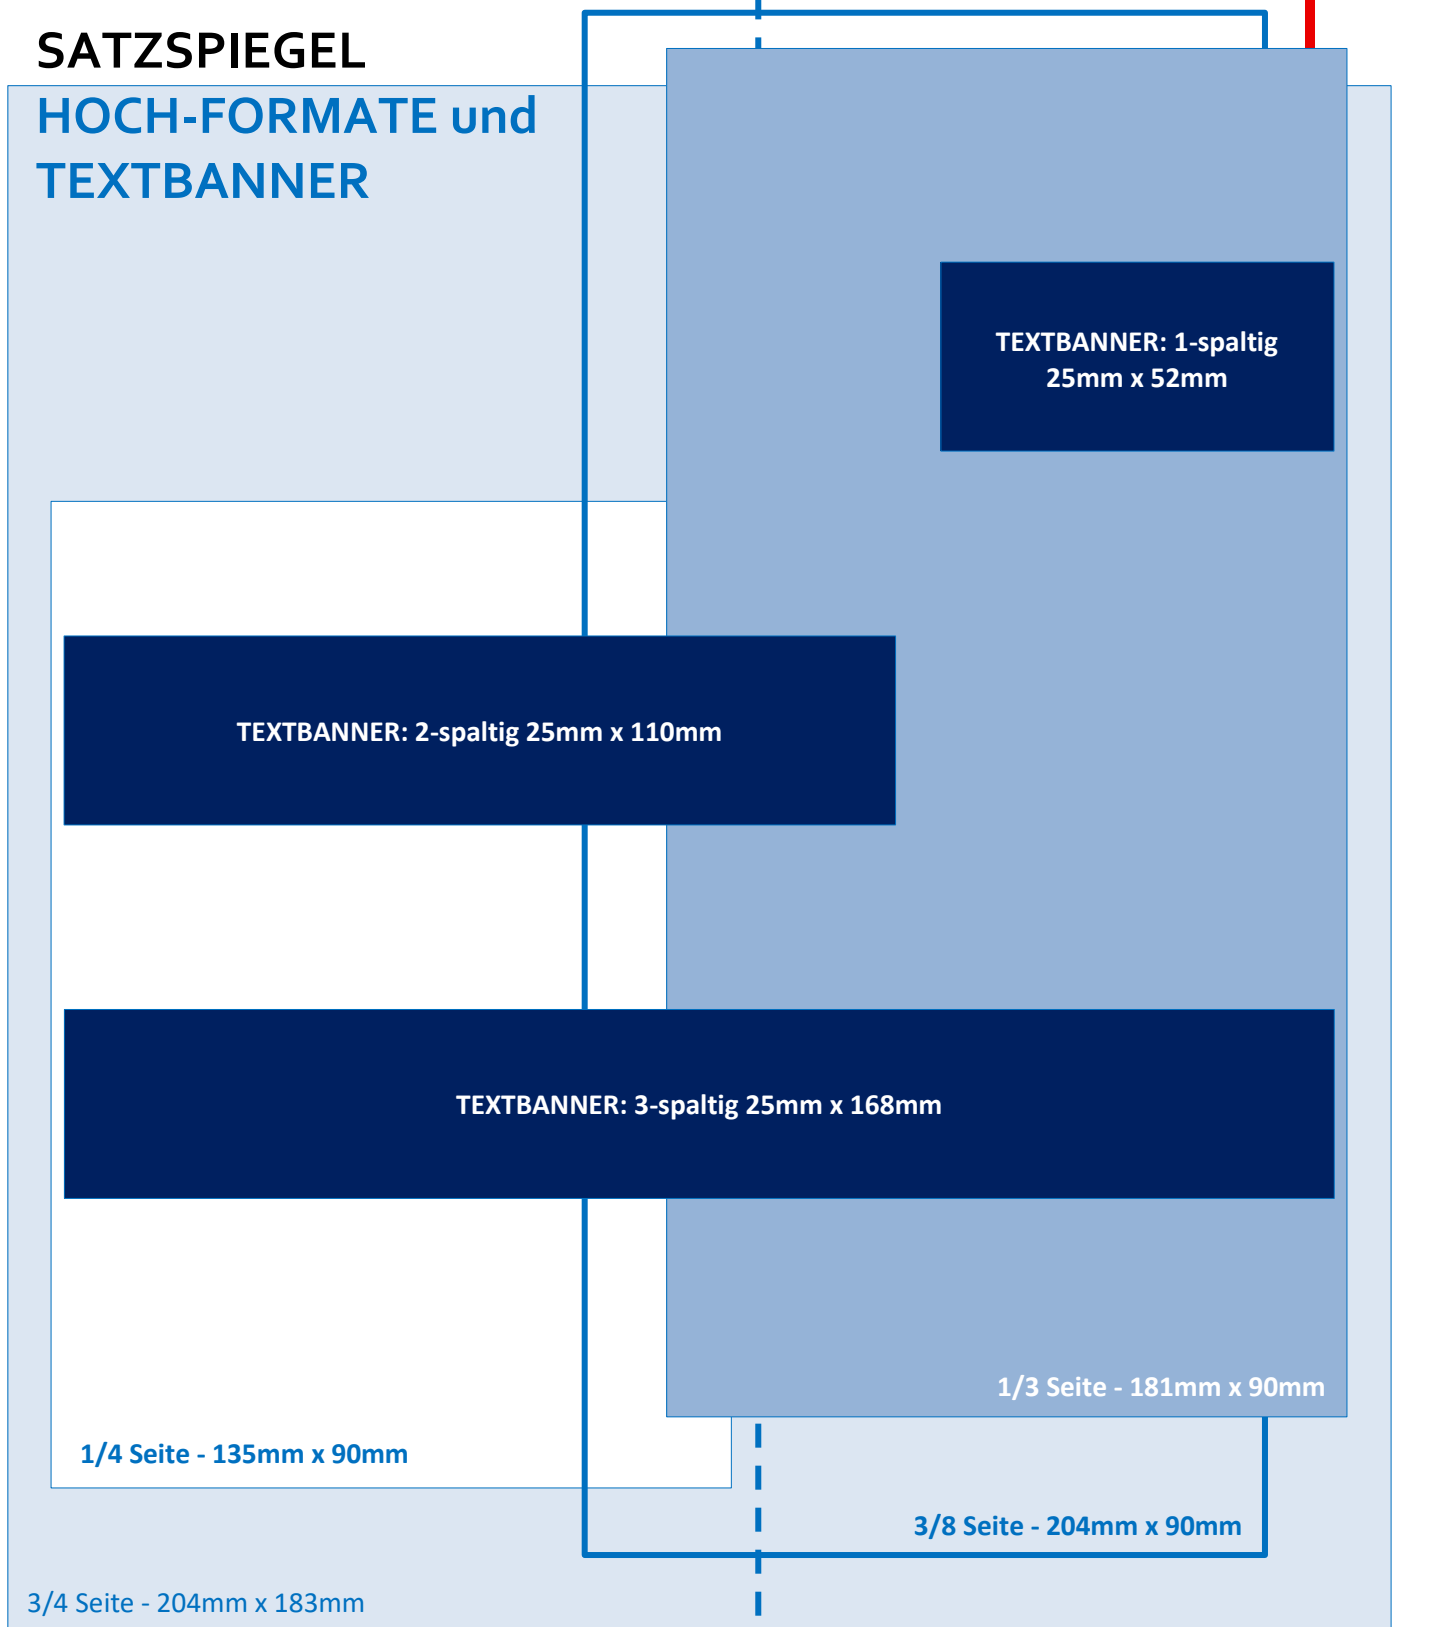 SATZSPIEGEL
HOCH-FORMATE und
TEXTBANNER
TEXTBANNER: 1-spaltig
25mm x 52mm
TEXTBANNER: 2-spaltig 25mm x 110mm
TEXTBANNER: 3-spaltig 25mm x 168mm
1/3 Seite - 181mm x 90mm
1/4 Seite - 135mm x 90mm
3/8 Seite - 204mm x 90mm
3/4 Seite - 204mm x 183mm